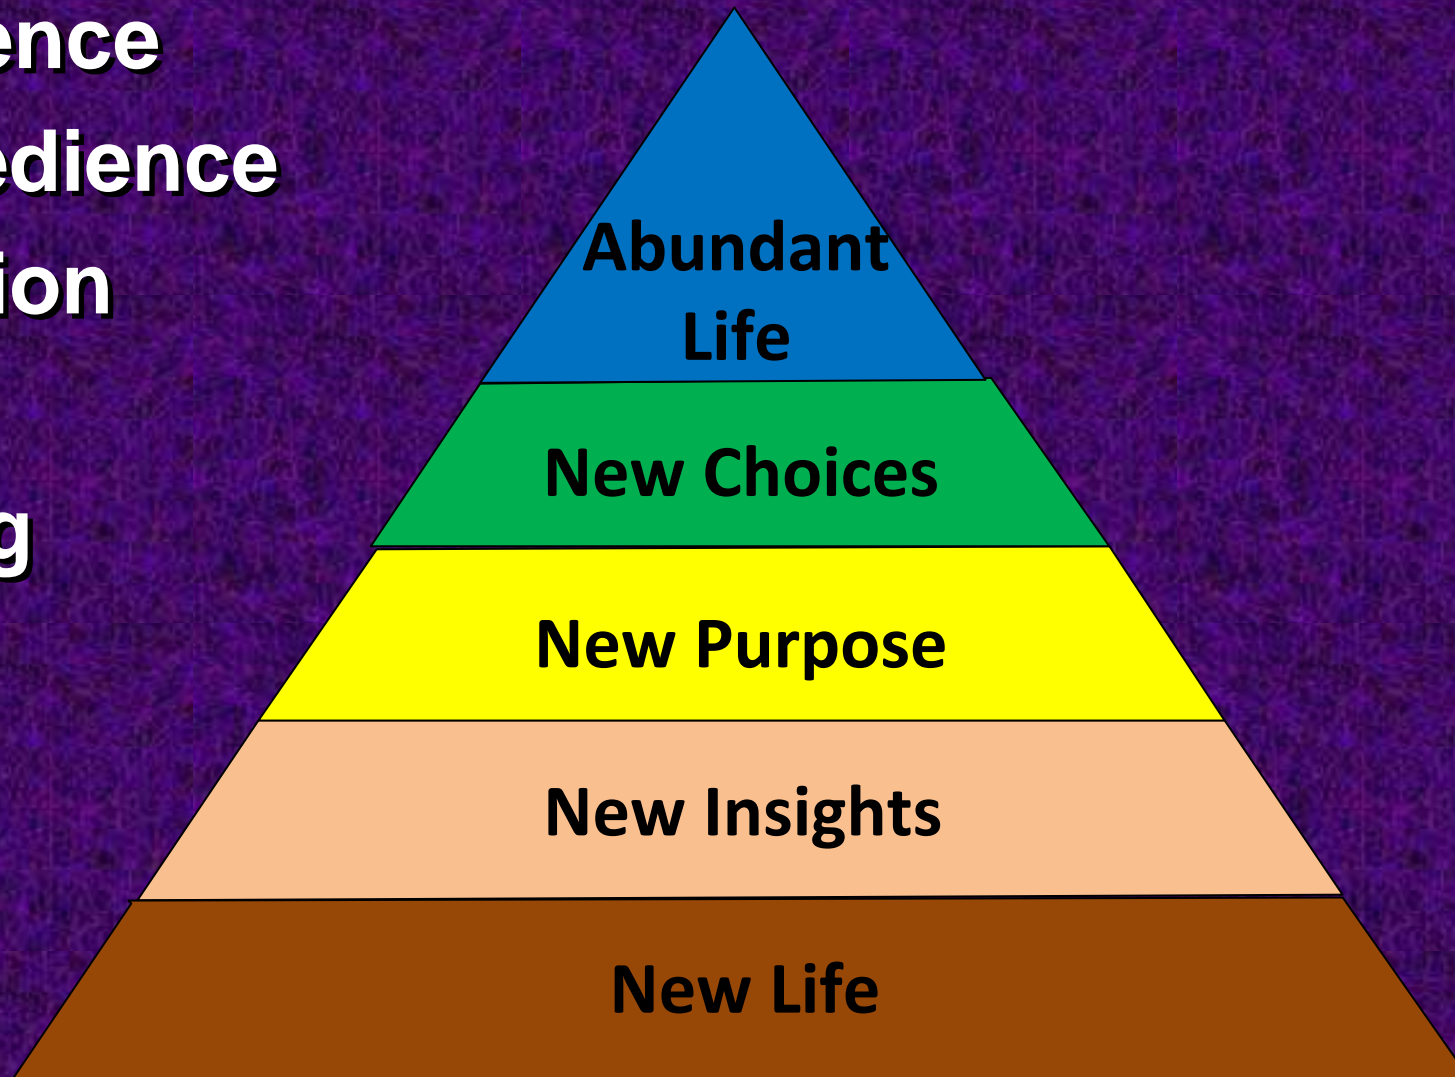 ence
edience
ion
g
Abundant
Life
New Choices
New Purpose
New Insights
New Life